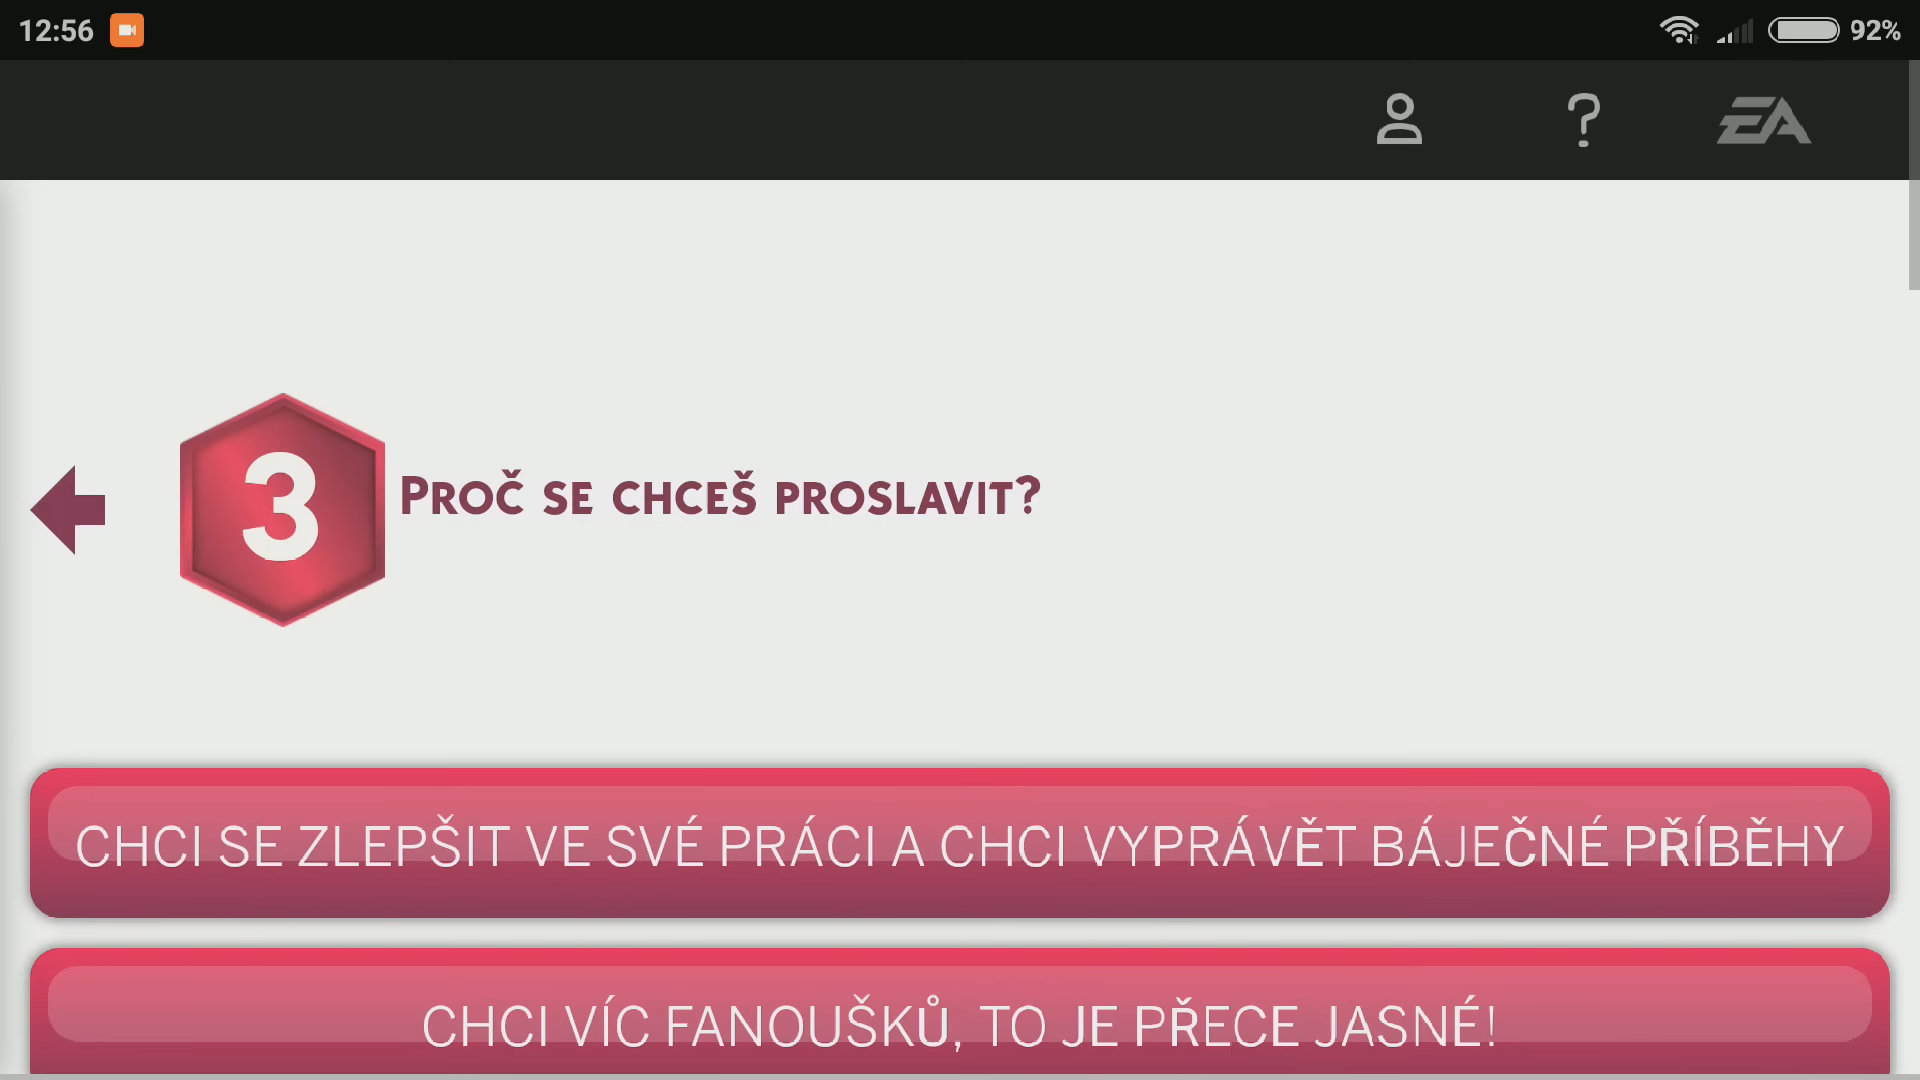 12:56
92%
EA
3
PROČ SE CHCEŠ PROSLAVIT?
CHCI SE ZLEPŠIT VE SVÉ PRÁCI A CHCI VYPRÁVĚT BÁJEČNÉ PŘÍBĚHY
CHCI VÍC FANOUŠKŮ, TO JE PŘECE JASNÉ!